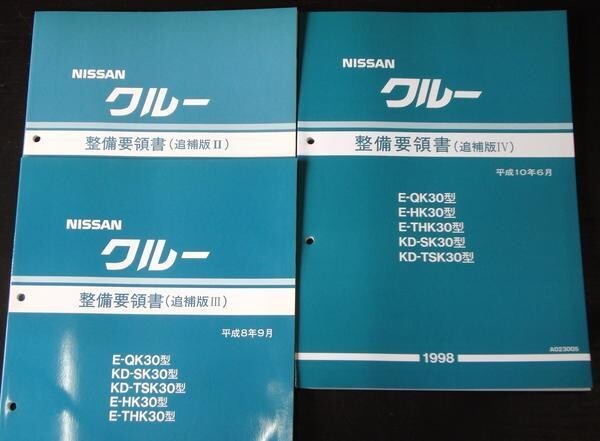 NISSAN
クルー
整備要領書(追補版II)
NISSAN
クルー
整備要領書(追補版IV)
平成10年6月
E-QK30型
E-HK30型
E-THK30型
KD-SK30型
KD-TSK30型
A023005
1998
NISSAN
クルー
整備要領書(追補版III)
平成8年9月
E-QK30型
KD-SK30型
KD-TSK30型
E-HK30型
E-THK30型